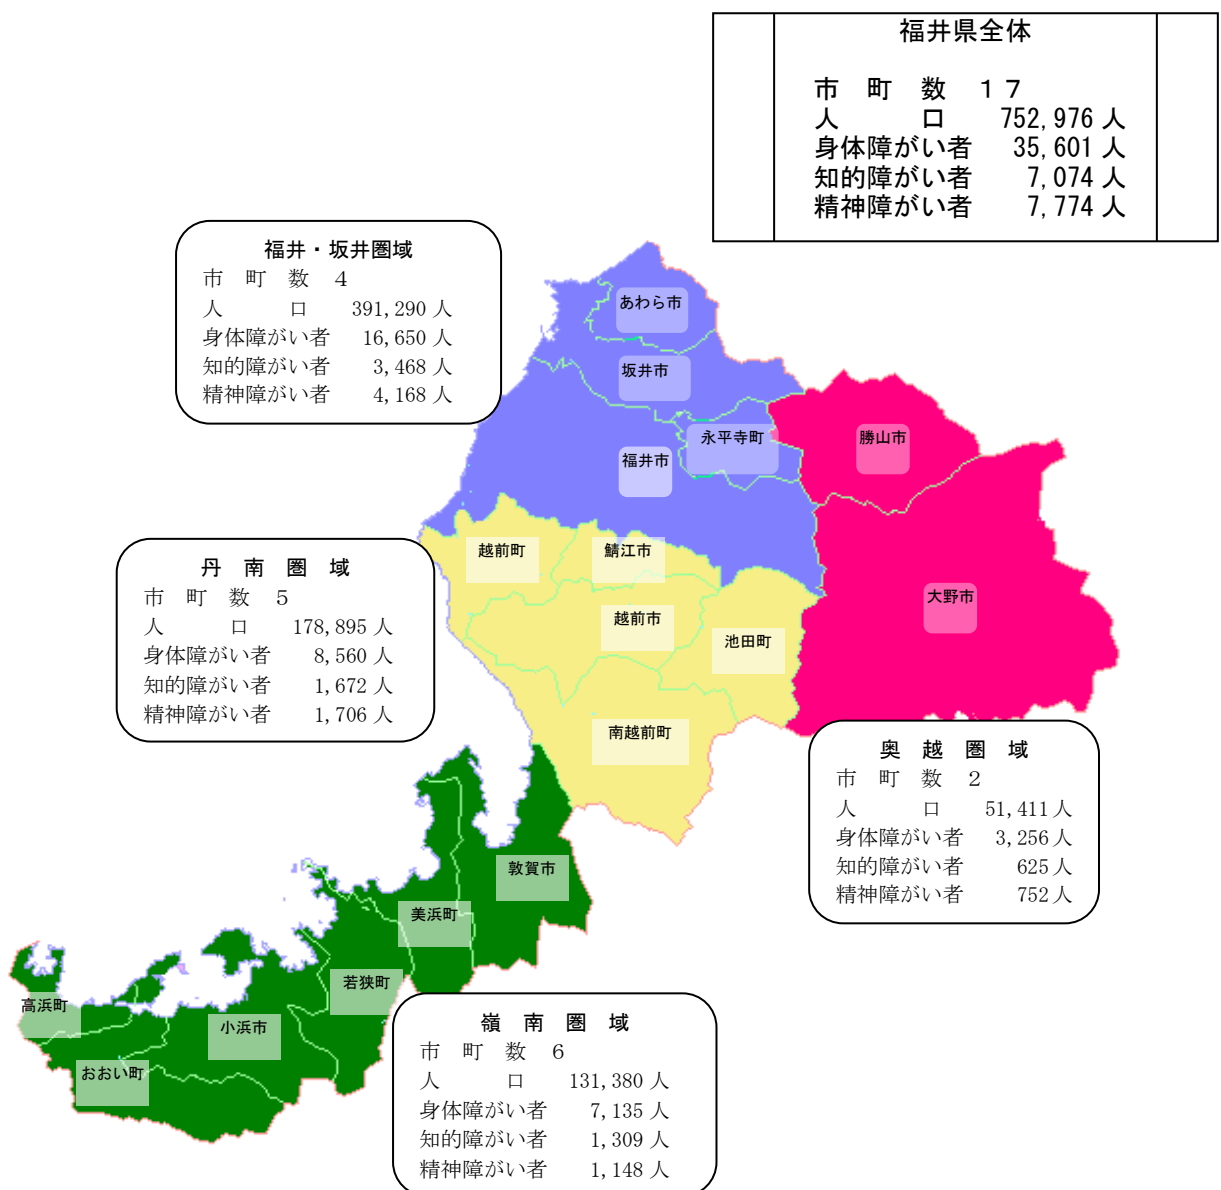 福井県全体
市　町　数　１７
人　　　口　752,976 人
身体障がい者　35,601 人
知的障がい者　7,074 人
精神障がい者　7,774 人
福井・坂井圏域
市　町　数　4
人　　　口　391,290 人
身体障がい者　16,650 人
知的障がい者　3,468 人
精神障がい者　4,168 人
あわら市
坂井市
永平寺町
勝山市
福井市
越前町
鯖江市
大野市
越前市
池田町
南越前町
丹　南　圏　域
市　町　数　5
人　　　口　178,895 人
身体障がい者　8,560 人
知的障がい者　1,672 人
精神障がい者　1,706 人
奥　越　圏　域
市　町　数　2
人　　　口　51,411 人
身体障がい者　3,256 人
知的障がい者　625 人
精神障がい者　752 人
敦賀市
美浜町
若狭町
高浜町
小浜市
おおい町
嶺　南　圏　域
市　町　数　6
人　　　口　131,380 人
身体障がい者　7,135 人
知的障がい者　1,309 人
精神障がい者　1,148 人